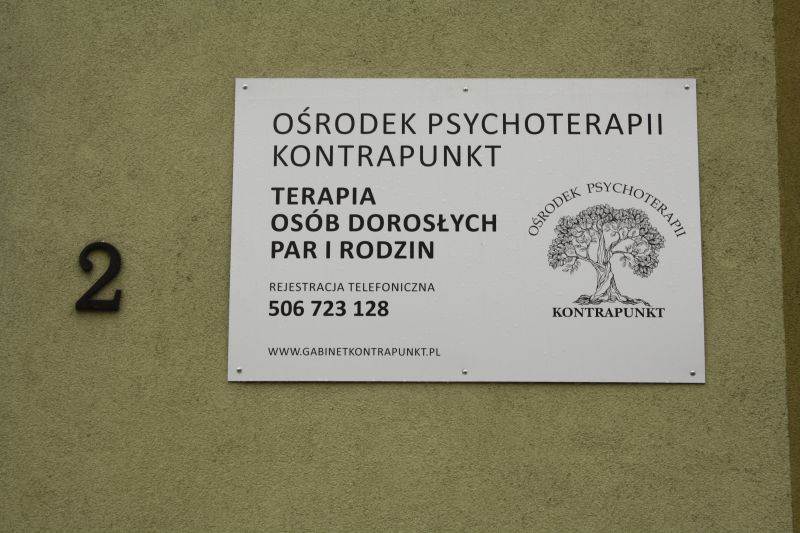 2
OŚRODEK PSYCHOTERAPII
KONTRAPUNKT
TERAPIA
OSÓB DOROSŁYCH
PAR I RODZIN
REJESTRACJA TELEFONICZNA
506 723 128
WWW.GABINETKONTRAPUNKT.PL
OŚRODEK PSYCHOTERAPII
KONTRAPUNKT